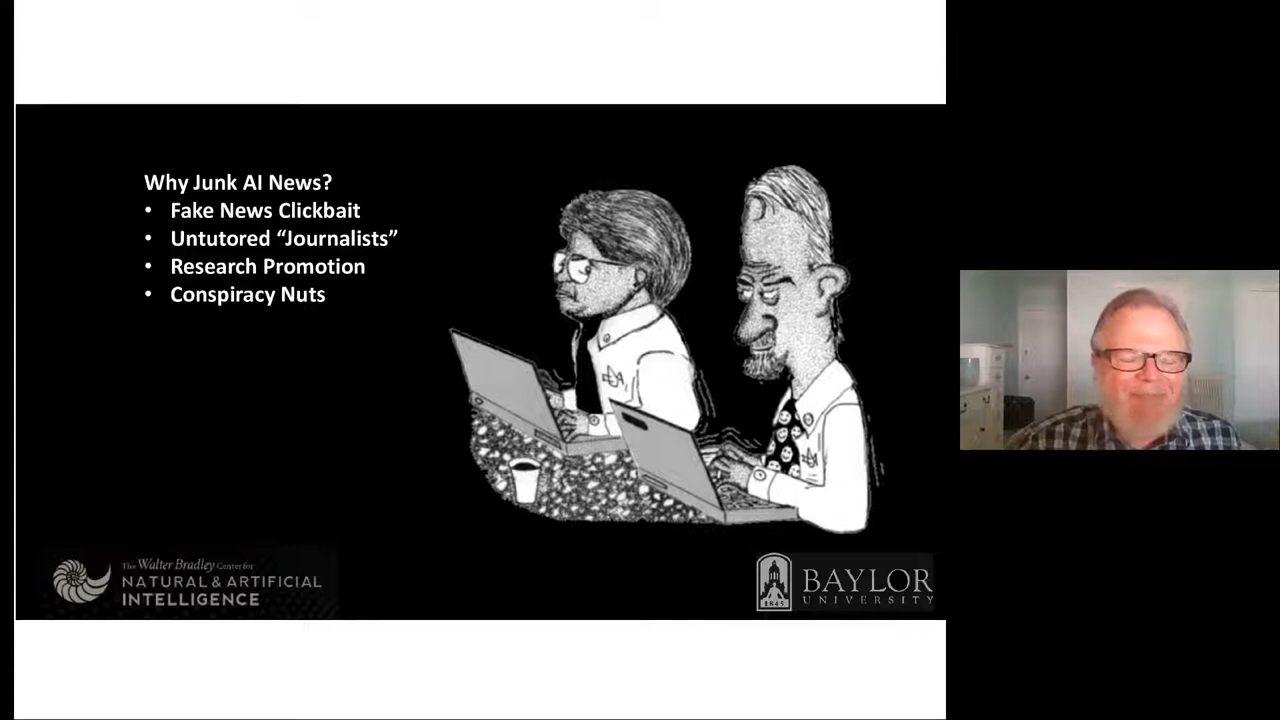 Why Junk AI News?
• Fake News Clickbait
• Untutored “Journalists”
• Research Promotion
• Conspiracy Nuts
The Walter Bradley Center for
NATURAL & ARTIFICIAL
INTELLIGENCE
1845
BAYLOR
UNIVERSITY